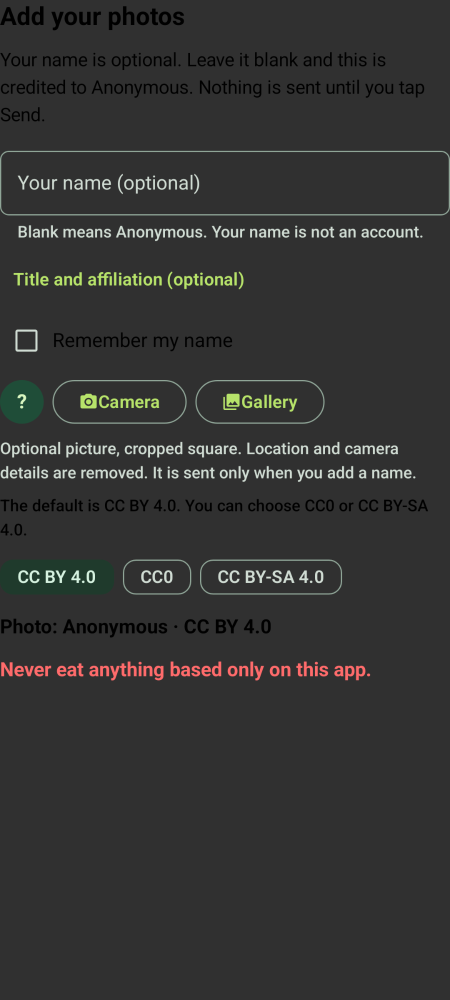 Add your photos
Your name is optional. Leave it blank and this is
credited to Anonymous. Nothing is sent until you tap
Send.
Your name (optional)
Blank means Anonymous. Your name is not an account.
Title and affiliation (optional)
Remember my name
?
Camera
Gallery
Optional picture, cropped square. Location and camera
details are removed. It is sent only when you add a name.
The default is CC BY 4.0. You can choose CC0 or CC BY-SA
4.0.
CC BY 4.0
CC0
CC BY-SA 4.0
Photo: Anonymous · CC BY 4.0
Never eat anything based only on this app.